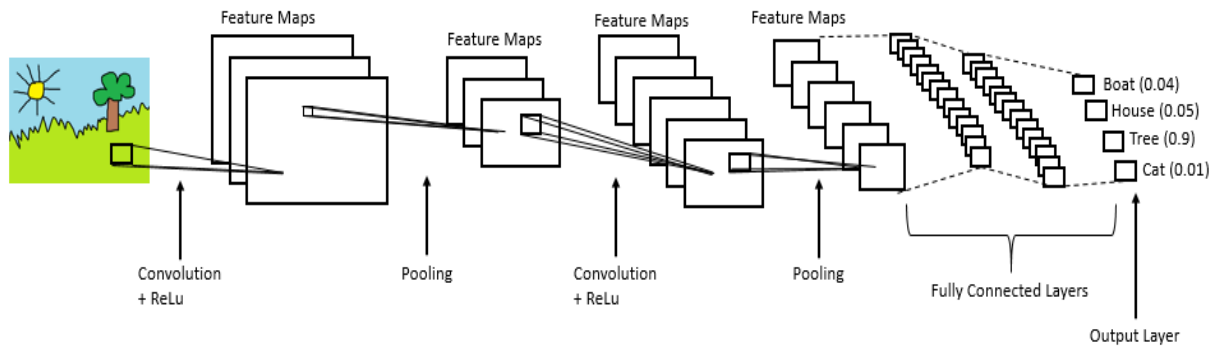 Feature Maps
Feature Maps
Feature Maps
Feature Maps
Boat (0.04)
House (0.05)
Tree (0.9)
Cat (0.01)
Convolution
+ ReLu
Pooling
Convolution
+ ReLu
Pooling
Fully Connected Layers
Output Layer